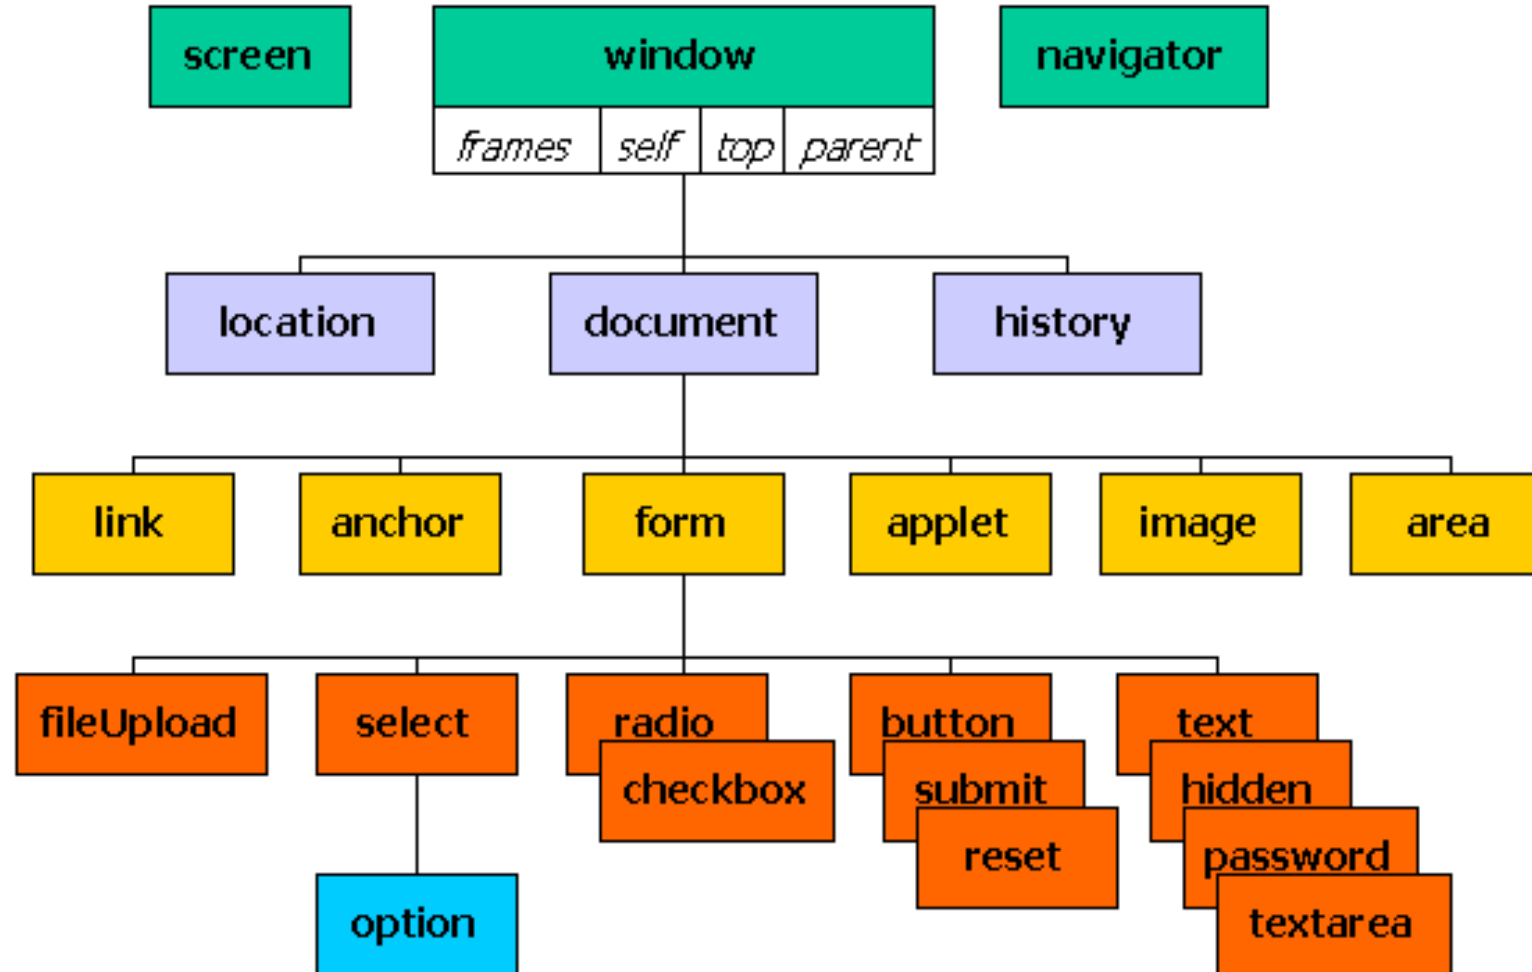 screen window navigator
frames self top parent
location document history
link anchor form applet image area
fileUpload select radio button text
checkbox submit hidden
reset password
option textarea